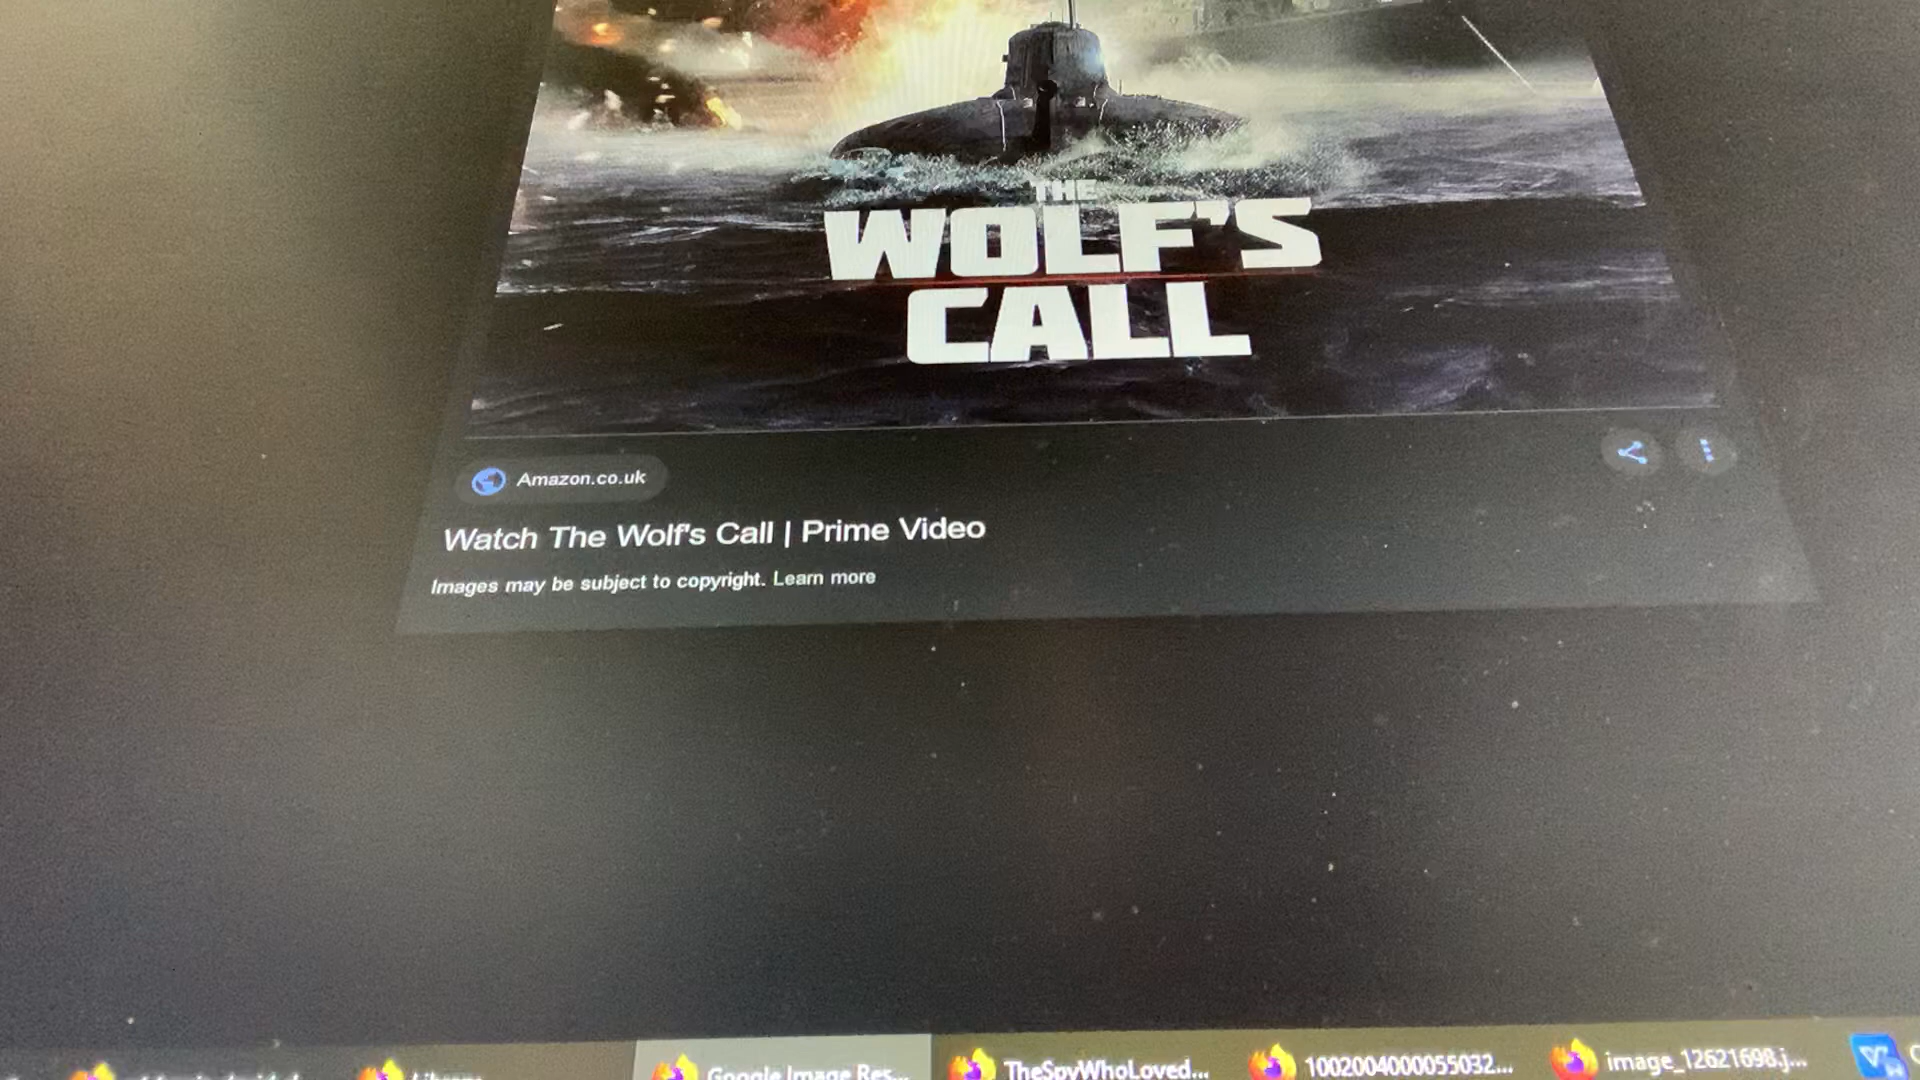 THE
WOLF'S
CALL
Amazon.co.uk
Watch The Wolf's Call | Prime Video
Images may be subject to copyright. Learn more
Google Image Res...
TheSpyWhoLoved...
1002004000055032...
image_12621698.j...